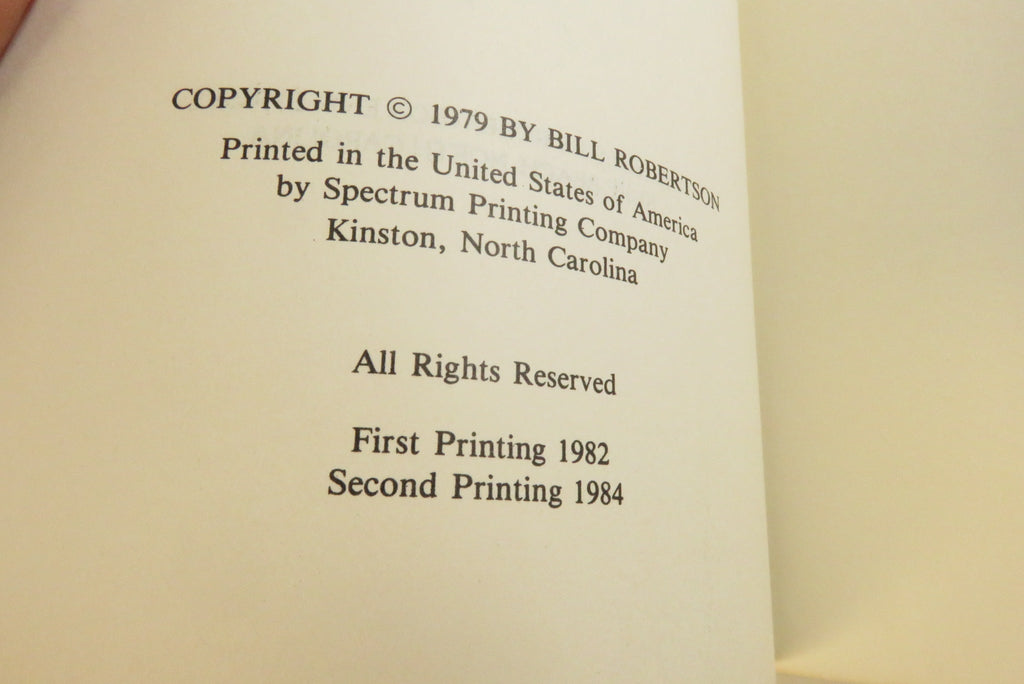 COPYRIGHT © 1979 BY BILL ROBERTSON
Printed in the United States of America
by Spectrum Printing Company
Kinston, North Carolina
All Rights Reserved
First Printing 1982
Second Printing 1984